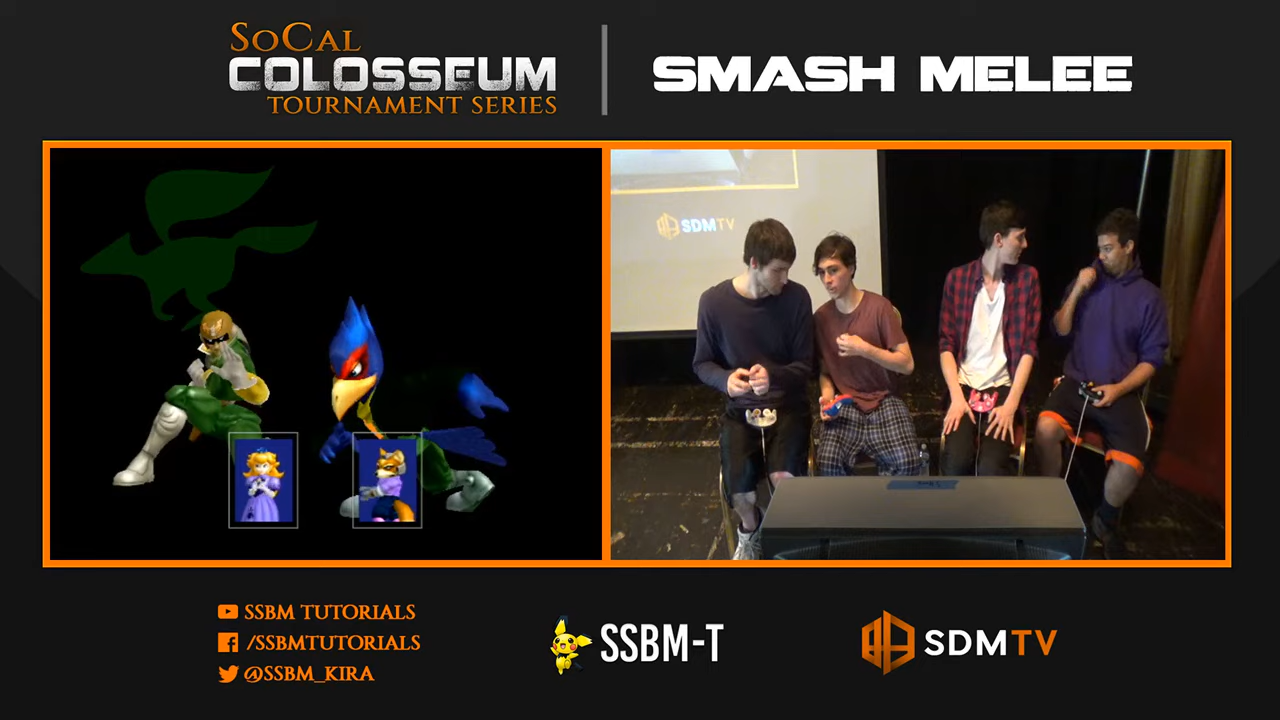 SoCal
COLOSSEUM
TOURNAMENT SERIES
SMASH MELEE
SDMTV
SSBM TUTORIALS
/SSBMTUTORIALS
@SSBM_KIRA
SSBM-T
SDMTV